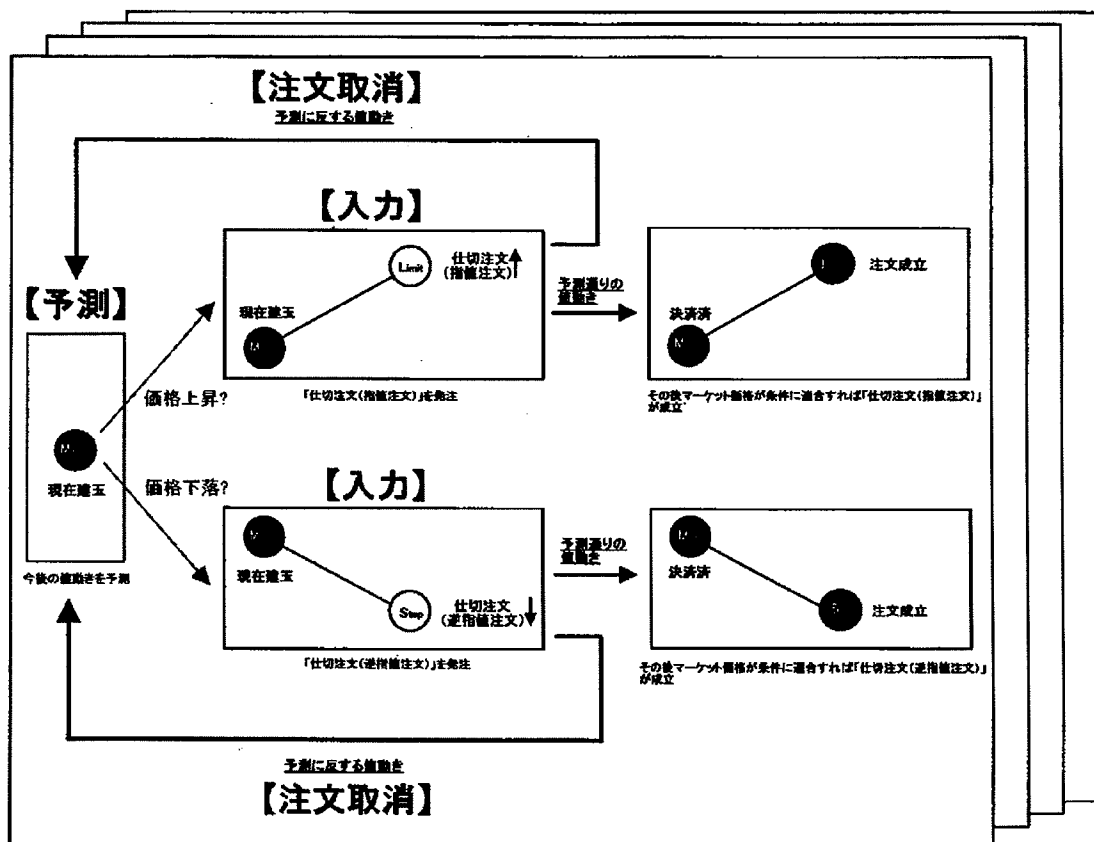 【注文取消】
予測に反する値動き
【入力】
Limit
仕切注文
(指値注文)
現在建玉
M
「仕切注文(指値注文)」を発注
予測通りの
値動き
注文成立
決済済
M
その後マーケット価格が条件に適合すれば「仕切注文(指値注文)」
が成立
【予測】
価格上昇?
M
現在建玉
価格下落?
今後の値動きを予測
【入力】
M
現在建玉
Stop
仕切注文
(逆指値注文)
「仕切注文(逆指値注文)」を発注
予測通りの
値動き
M
決済済
注文成立
その後マーケット価格が条件に適合すれば「仕切注文(逆指値注文)」
が成立
予測に反する値動き
【注文取消】